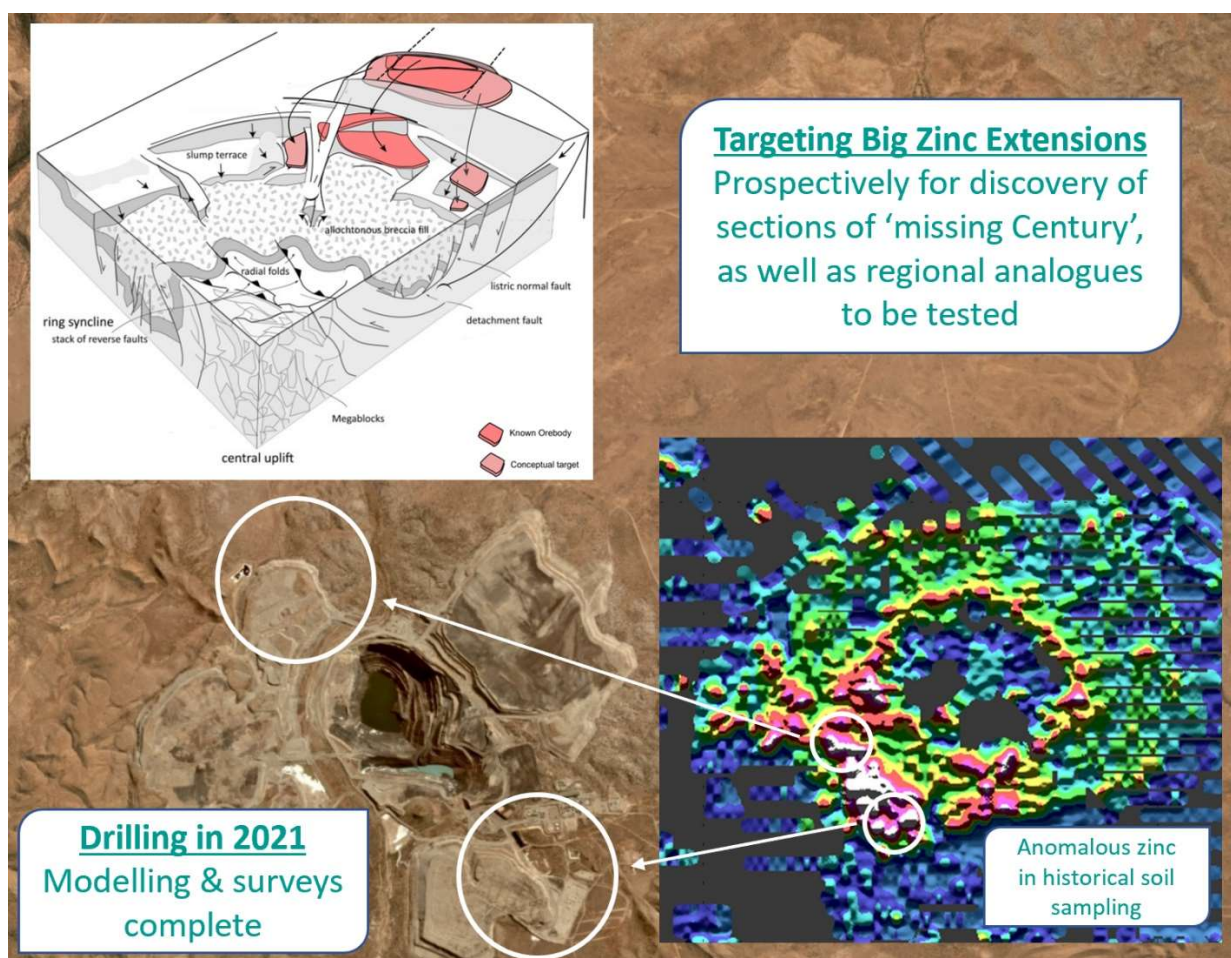 slump terrace
allochtonous breccia fill
radial folds
listric normal fault
detachment fault
ring syncline
stack of reverse faults
Megablocks
central uplift
Known Orebody
Conceptual target
Targeting Big Zinc Extensions
Prospectively for discovery of
sections of ‘missing Century’,
as well as regional analogues
to be tested
Drilling in 2021
Modelling & surveys
complete
Anomalous zinc
in historical soil
sampling